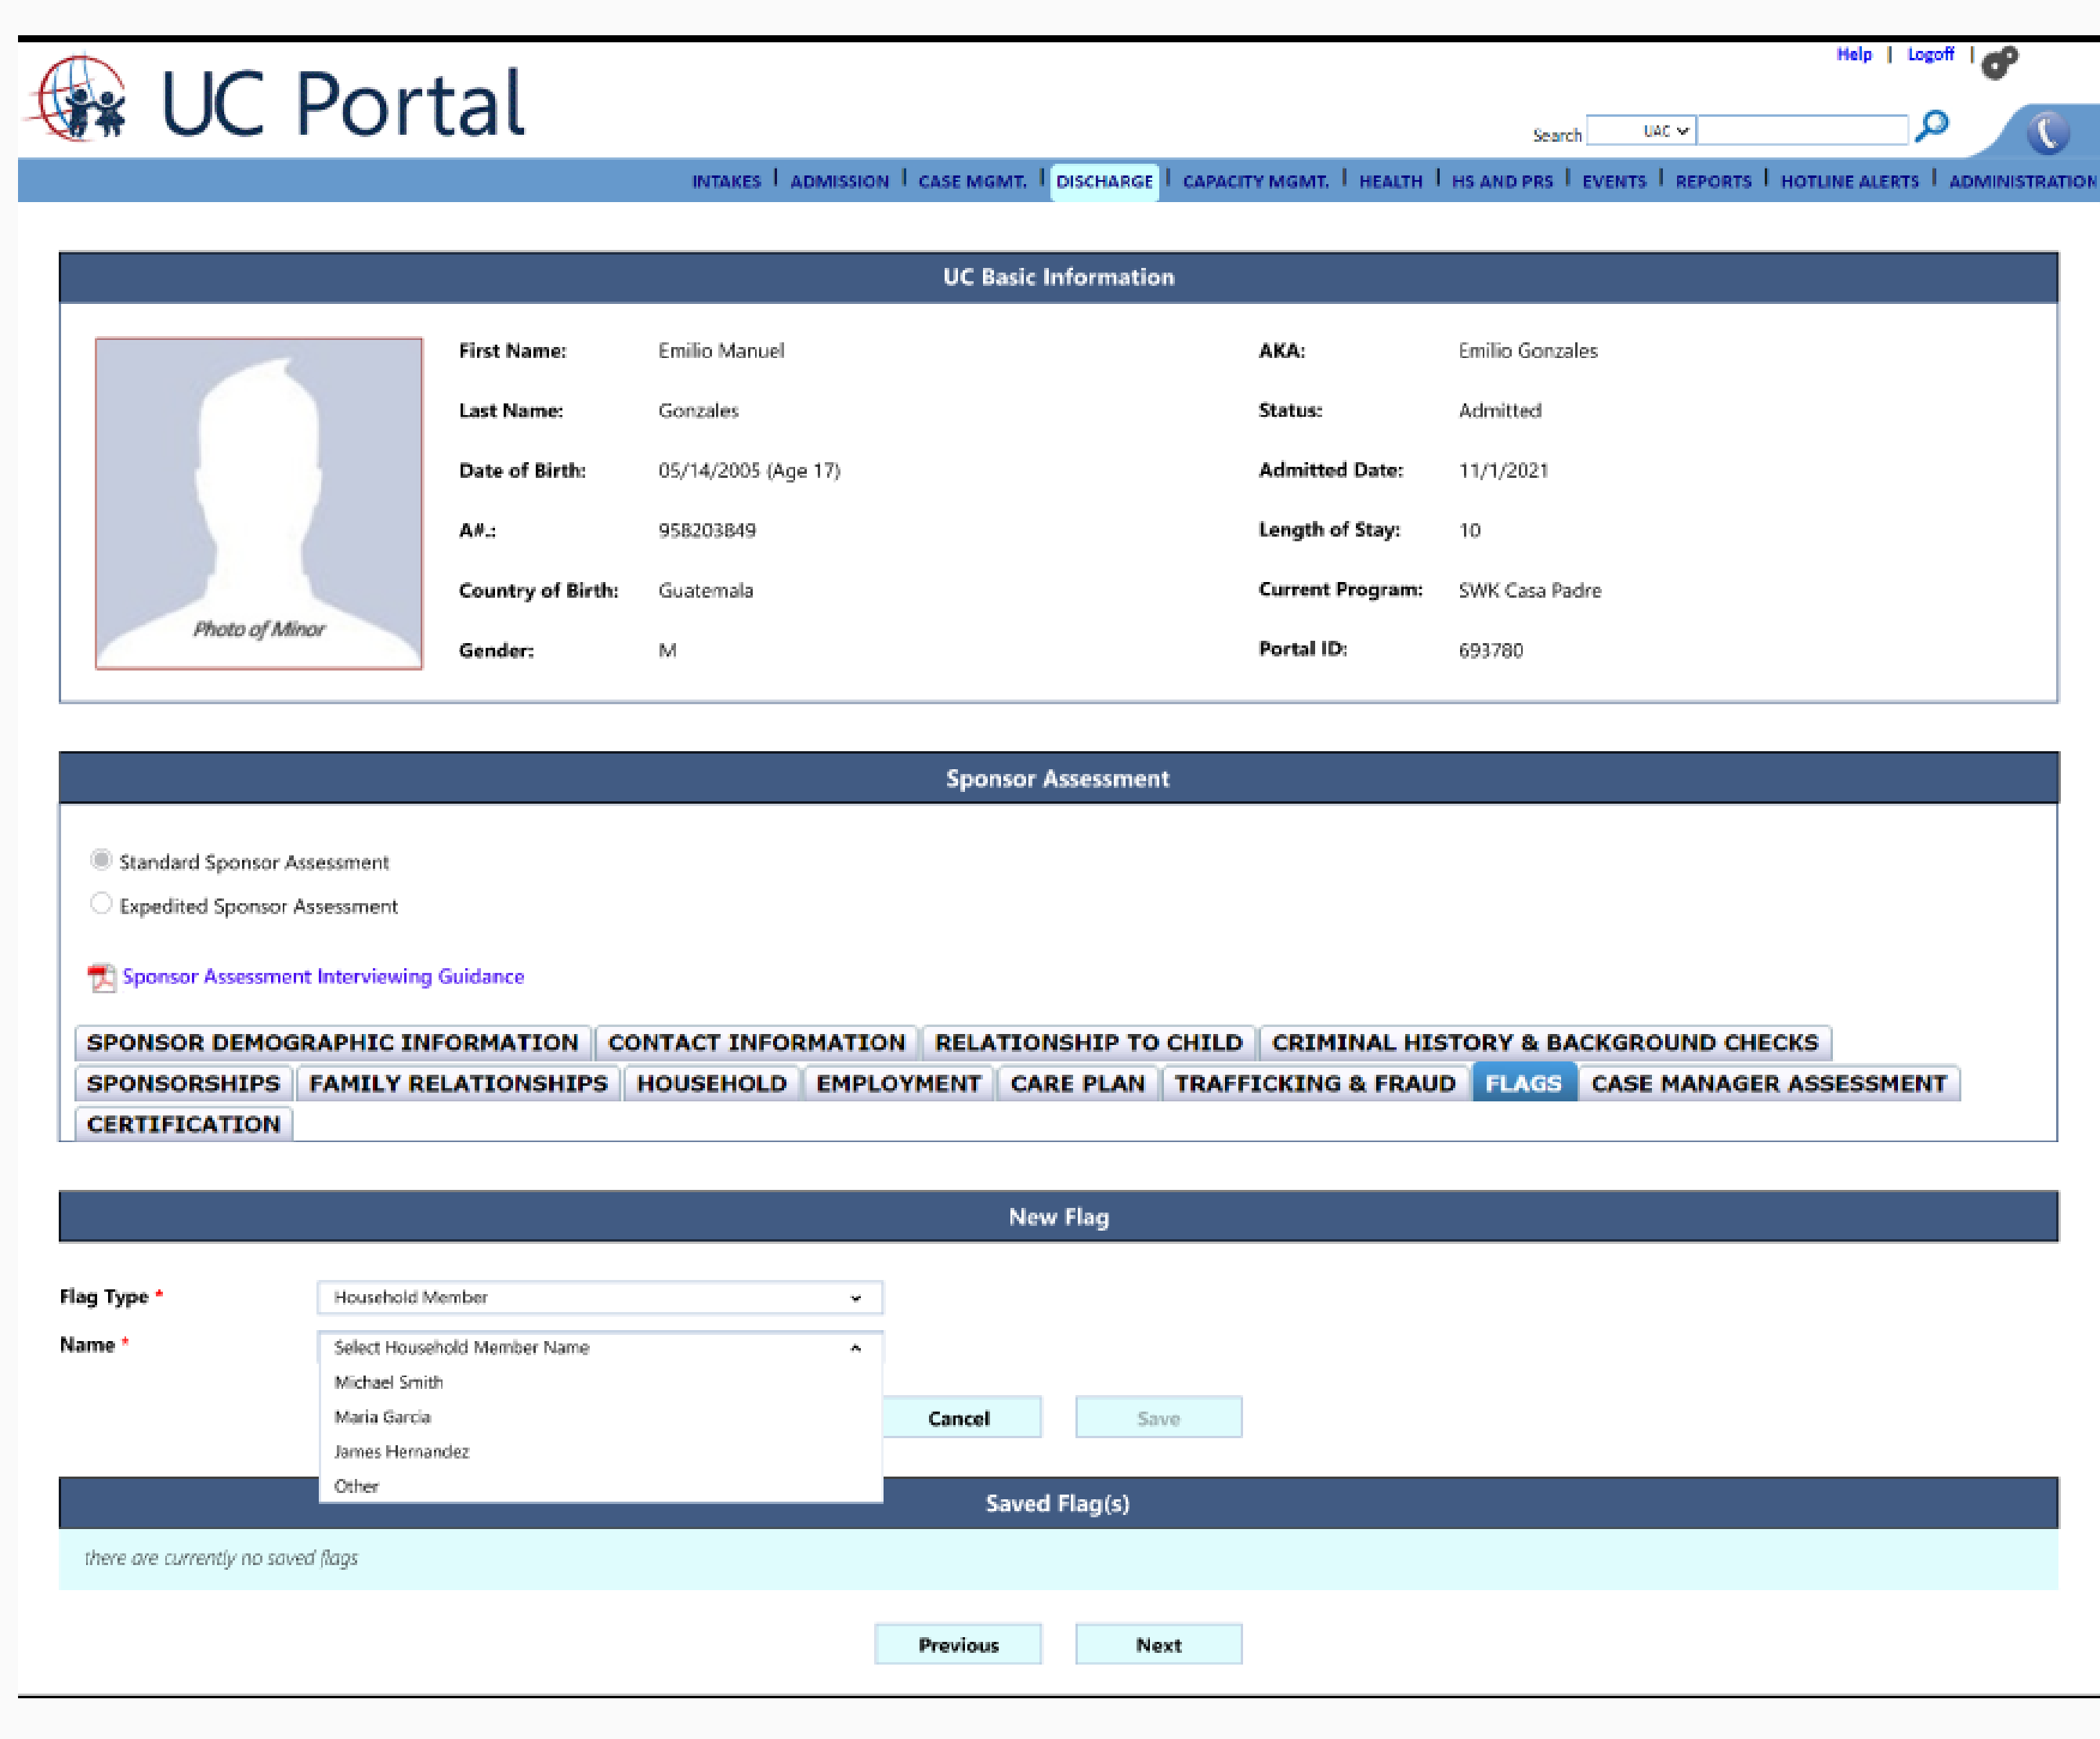 Help | Logoff |
UC Portal
Search UAC
INTAKES | ADMISSION | CASE MGMT. | DISCHARGE | CAPACITY MGMT. | HEALTH | HS AND PRS | EVENTS | REPORTS | HOTLINE ALERTS | ADMINISTRATION
UC Basic Information
Photo of Minor
First Name: Emilio Manuel AKA: Emilio Gonzales
Last Name: Gonzales Status: Admitted
Date of Birth: 05/14/2005 (Age 17) Admitted Date: 11/1/2021
A#.: 958203849 Length of Stay: 10
Country of Birth: Guatemala Current Program: SWK Casa Padre
Gender: M Portal ID: 693780
Sponsor Assessment
Standard Sponsor Assessment
Expedited Sponsor Assessment
Sponsor Assessment Interviewing Guidance
SPONSOR DEMOGRAPHIC INFORMATION CONTACT INFORMATION RELATIONSHIP TO CHILD CRIMINAL HISTORY & BACKGROUND CHECKS
SPONSORSHIPS FAMILY RELATIONSHIPS HOUSEHOLD EMPLOYMENT CARE PLAN TRAFFICKING & FRAUD FLAGS CASE MANAGER ASSESSMENT
CERTIFICATION
New Flag
Flag Type * Household Member
Name * Select Household Member Name
Michael Smith
Maria Garcia
James Hernandez
Other
Cancel Save
Saved Flag(s)
there are currently no saved flags
Previous Next